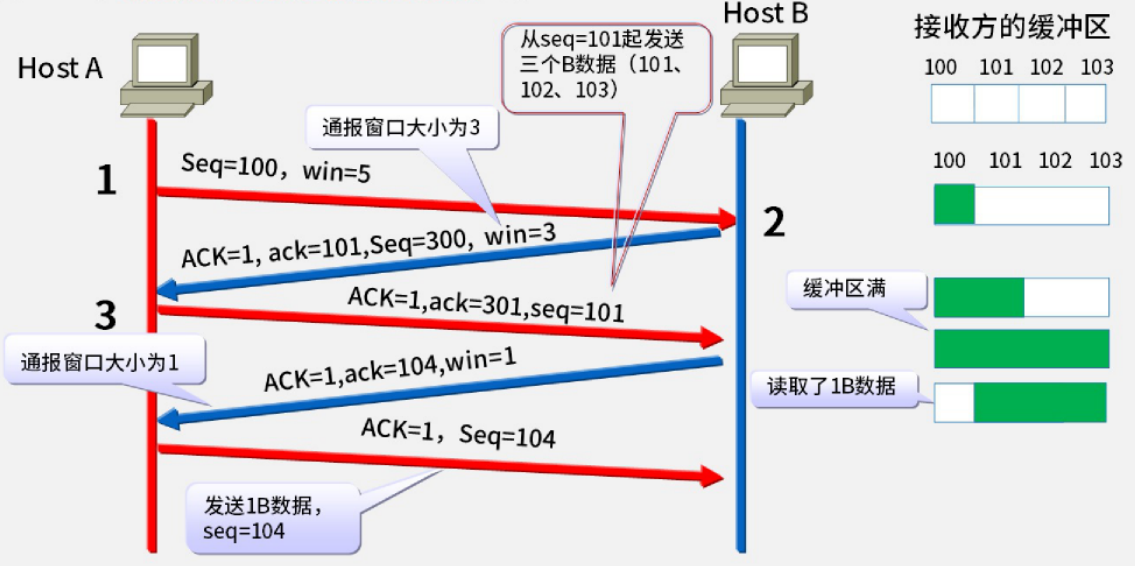 Host B
接收方的缓冲区
Host A
从seq=101起发送
三个B数据（101、
102、103）
100 101 102 103
通报窗口大小为3
1
Seq=100，win=5
100 101 102 103
2
ACK=1, ack=101,Seq=300, win=3
缓冲区满
3
ACK=1,ack=301,seq=101
通报窗口大小为1
ACK=1,ack=104,win=1
读取了1B数据
ACK=1，Seq=104
发送1B数据，
seq=104